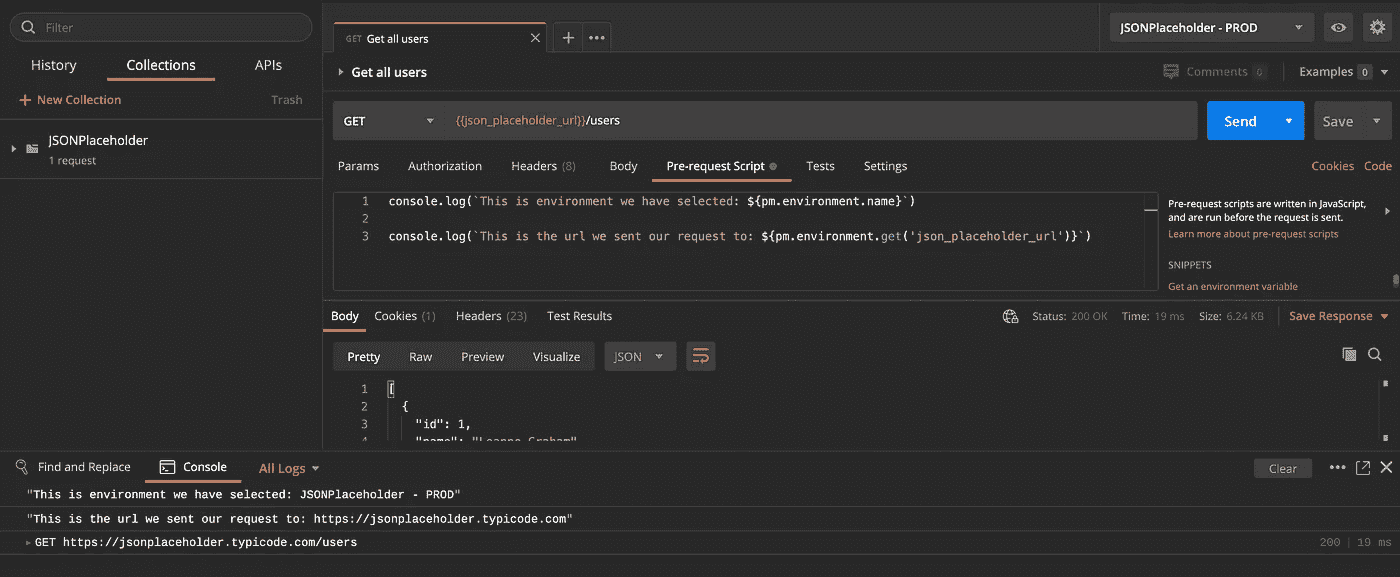 Filter
GET Get all users
JSONPlaceholder - PROD
History Collections APIs
Get all users
Comments 0 Examples 0
New Collection Trash
GET {{json_placeholder_url}}/users Send Save
JSONPlaceholder
1 request
Params Authorization Headers (8) Body Pre-request Script Tests Settings Cookies Code
1 console.log(`This is environment we have selected: ${pm.environment.name}`)
2
3 console.log(`This is the url we sent our request to: ${pm.environment.get('json_placeholder_url')}`)
Pre-request scripts are written in JavaScript,
and are run before the request is sent.
Learn more about pre-request scripts
SNIPPETS
Get an environment variable
Body Cookies (1) Headers (23) Test Results Status: 200 OK Time: 19 ms Size: 6.24 KB Save Response
Pretty Raw Preview Visualize JSON
1 [
2 {
3 "id": 1,
4 "name": "Leanne Graham"
Find and Replace Console All Logs Clear
"This is environment we have selected: JSONPlaceholder - PROD"
"This is the url we sent our request to: https://jsonplaceholder.typicode.com"
GET https://jsonplaceholder.typicode.com/users 200 | 19 ms